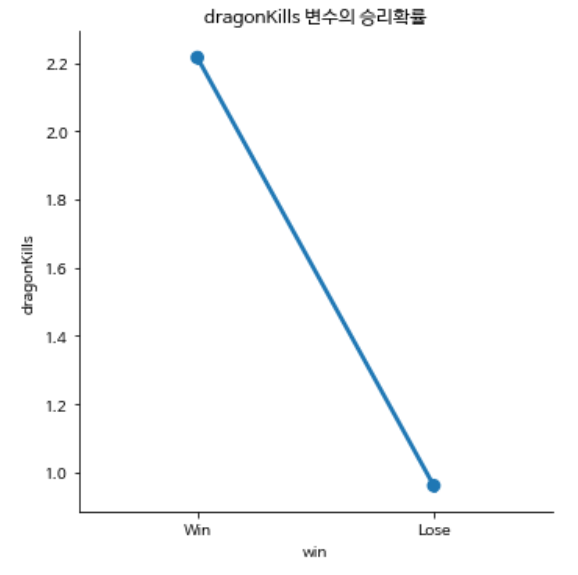 dragonKills 변수의 승리확률
2.2
2.0
1.8
1.6
1.4
1.2
1.0
dragonKills
Win
Lose
win